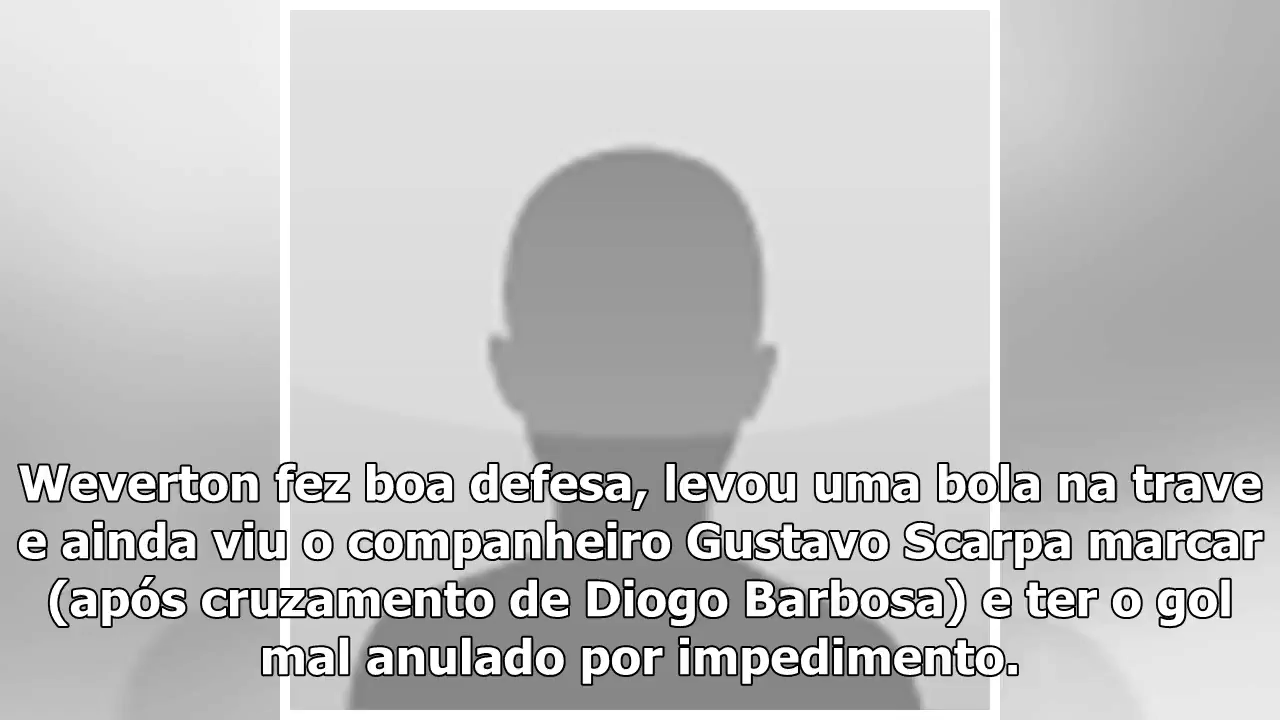 Weverton fez boa defesa, levou uma bola na trave
e ainda viu o companheiro Gustavo Scarpa marcar
(após cruzamento de Diogo Barbosa) e ter o gol
mal anulado por impedimento.